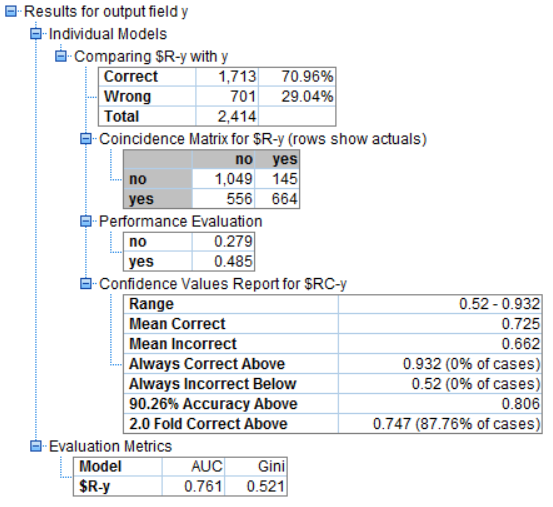 Results for output field y
Individual Models
Comparing $R-y with y
Correct 1,713 70.96%
Wrong 701 29.04%
Total 2,414
Coincidence Matrix for $R-y (rows show actuals)
no yes
no 1,049 145
yes 556 664
Performance Evaluation
no 0.279
yes 0.485
Confidence Values Report for $RC-y
Range 0.52 - 0.932
Mean Correct 0.725
Mean Incorrect 0.662
Always Correct Above 0.932 (0% of cases)
Always Incorrect Below 0.52 (0% of cases)
90.26% Accuracy Above 0.806
2.0 Fold Correct Above 0.747 (87.76% of cases)
Evaluation Metrics
Model AUC Gini
$R-y 0.761 0.521